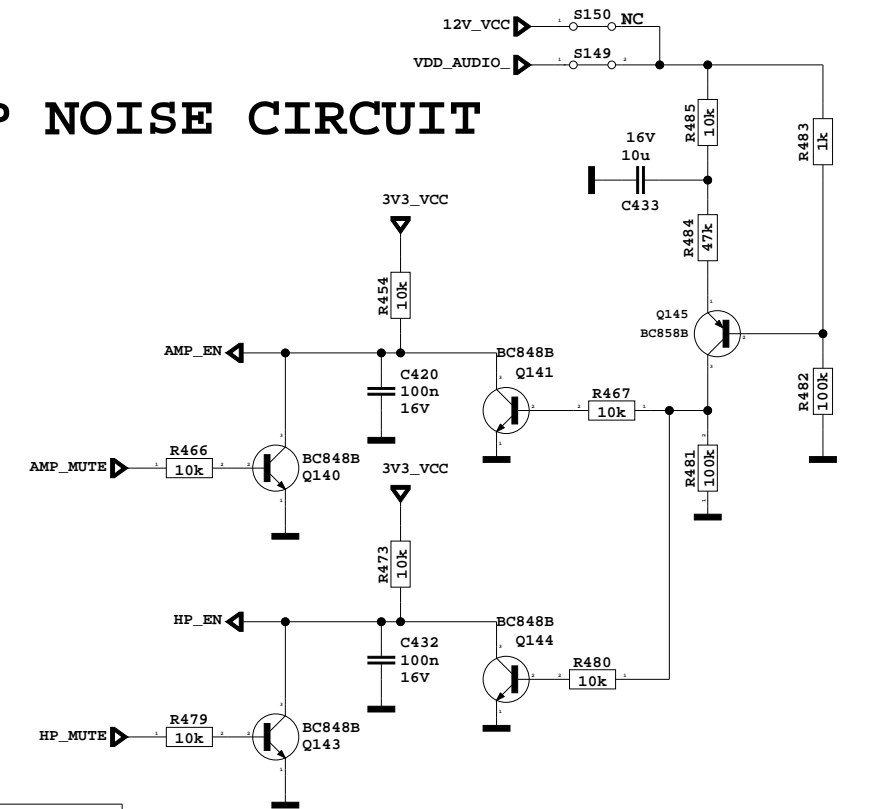 12V_VCC
S150
NC
VDD_AUDIO_
S149
P NOISE CIRCUIT
R485
10k
R483
1k
16V
10u
C433
3V3_VCC
R484
47k
R454
10k
Q145
BC858B
AMP_EN
BC848B
Q141
C420
100n
16V
R467
10k
R482
100k
R466
AMP_MUTE
10k
BC848B
Q140
3V3_VCC
R481
100k
R473
10k
HP_EN
BC848B
Q144
C432
100n
16V
R480
10k
R479
HP_MUTE
10k
BC848B
Q143